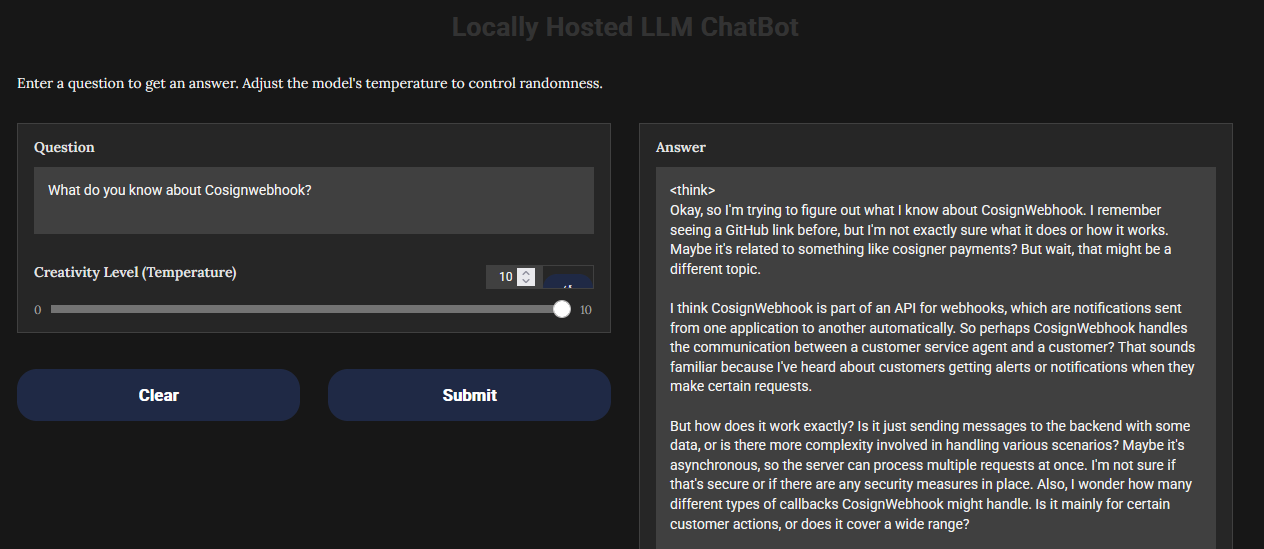 Locally Hosted LLM ChatBot
Enter a question to get an answer. Adjust the model's temperature to control randomness.
Question
What do you know about Cosignwebhook?
Creativity Level (Temperature)
10
0
10
Clear
Submit
Answer
<think>
Okay, so I'm trying to figure out what I know about CosignWebhook. I remember
seeing a GitHub link before, but I'm not exactly sure what it does or how it works.
Maybe it's related to something like cosigner payments? But wait, that might be a
different topic.
I think CosignWebhook is part of an API for webhooks, which are notifications sent
from one application to another automatically. So perhaps CosignWebhook handles
the communication between a customer service agent and a customer? That sounds
familiar because I've heard about customers getting alerts or notifications when they
make certain requests.
But how does it work exactly? Is it just sending messages to the backend with some
data, or is there more complexity involved in handling various scenarios? Maybe it's
asynchronous, so the server can process multiple requests at once. I'm not sure if
that's secure or if there are any security measures in place. Also, I wonder how many
different types of callbacks CosignWebhook might handle. Is it mainly for certain
customer actions, or does it cover a wide range?